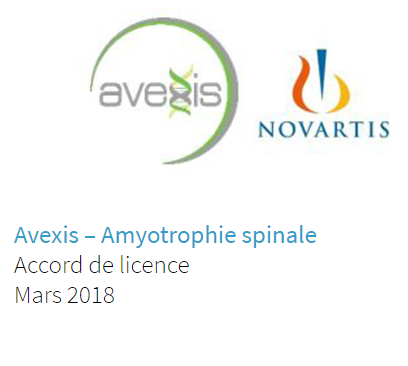 avexis
NOVARTIS
Avexis – Amyotrophie spinale
Accord de licence
Mars 2018